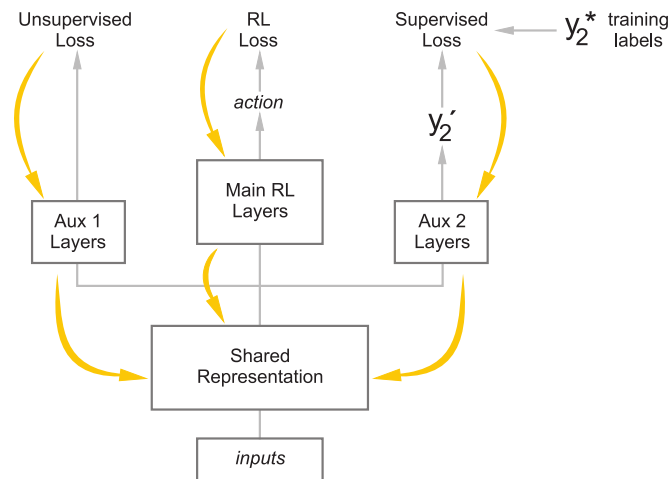 Unsupervised
Loss
RL
Loss
Supervised
Loss
y2* training
labels
action
y2´
Aux 1
Layers
Main RL
Layers
Aux 2
Layers
Shared
Representation
inputs